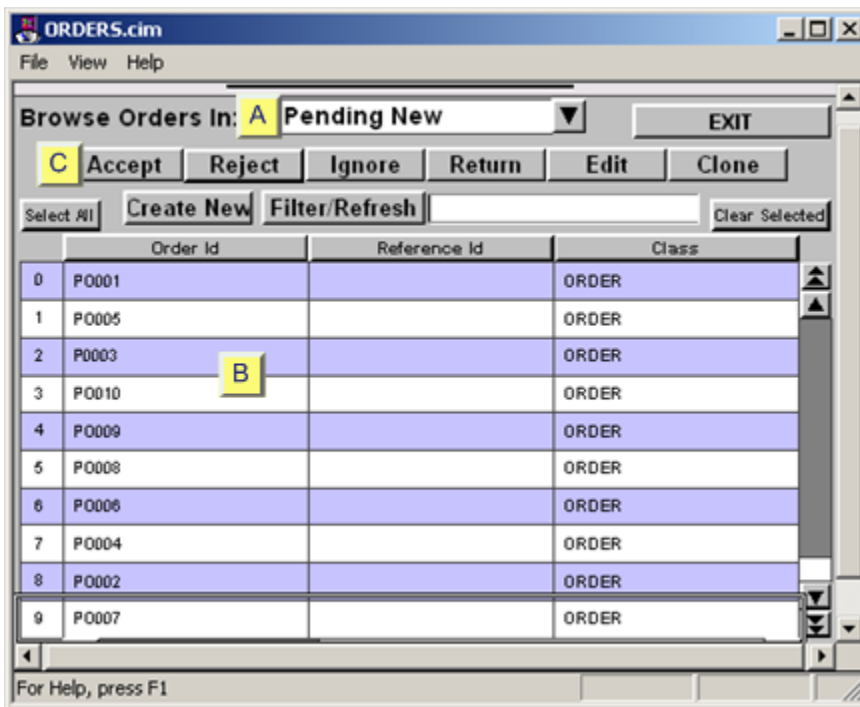 ORDERS.cim
File View Help
Browse Orders In: A Pending New EXIT
C Accept Reject Ignore Return Edit Clone
Select All Create New Filter/Refresh Clear Selected
Order Id Reference Id Class
0 PO001 ORDER
1 PO005 ORDER
2 P0003 ORDER
B
3 PO010 ORDER
4 PO009 ORDER
5 PO008 ORDER
6 PO006 ORDER
7 PO004 ORDER
8 PO002 ORDER
9 PO007 ORDER
For Help, press F1